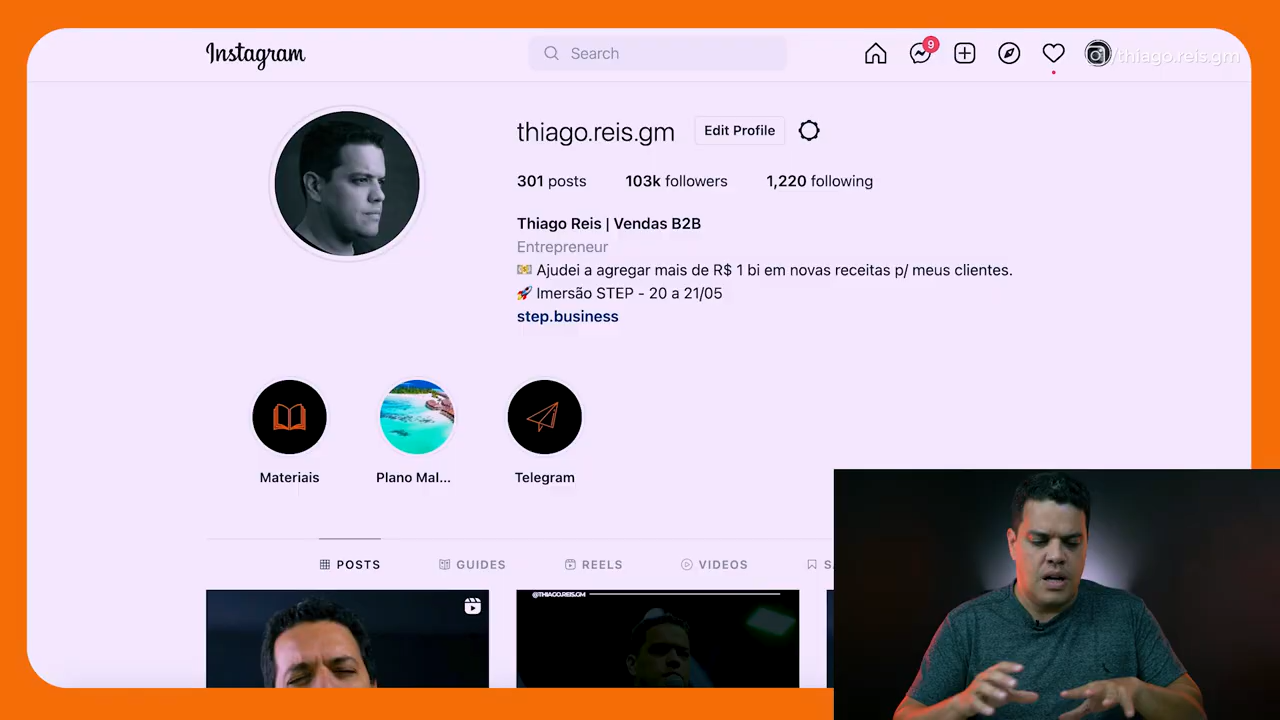 Instagram
Search
9
/thiago.reis.gm
thiago.reis.gm
Edit Profile
301 posts
103k followers
1,220 following
Thiago Reis | Vendas B2B
Entrepreneur
💵 Ajudei a agregar mais de R$ 1 bi em novas receitas p/ meus clientes.
🚀 Imersão STEP - 20 a 21/05
step.business
Materiais
Plano Mal...
Telegram
POSTS
GUIDES
REELS
VIDEOS
@THIAGO.REIS.GM